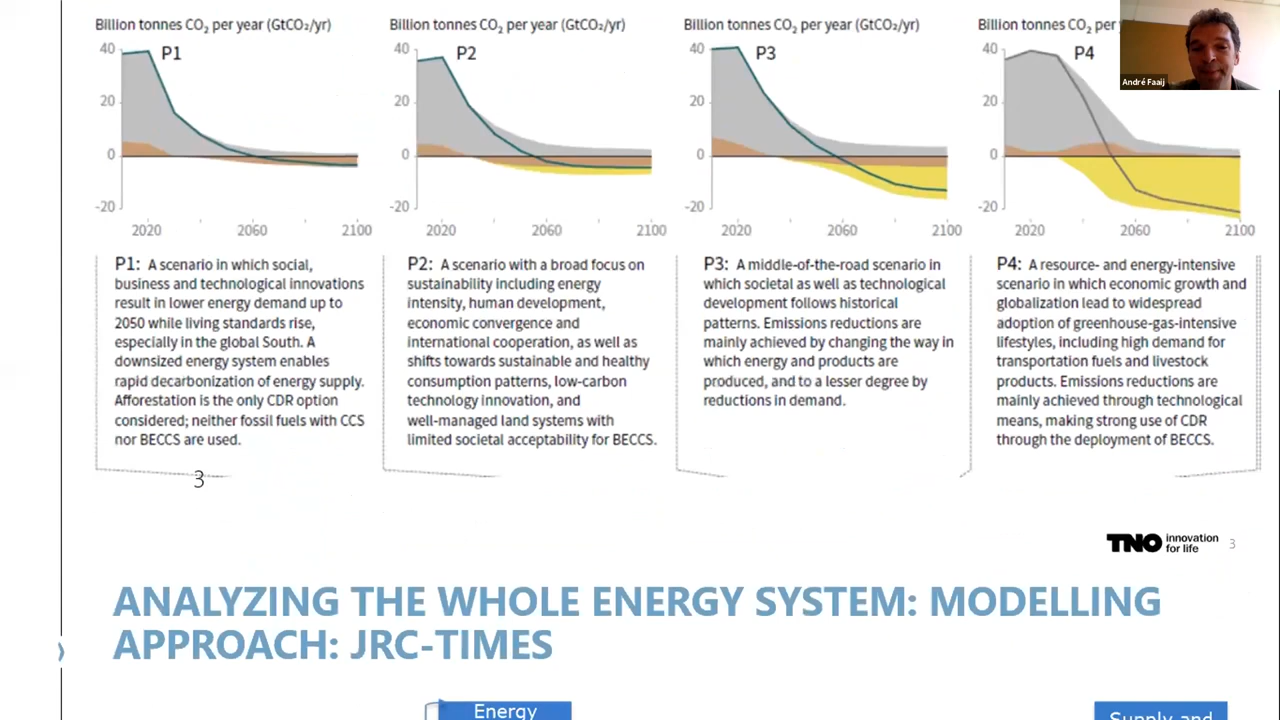 Billion tonnes CO₂ per year (GtCO₂/yr)
40
20
0
-20
P1
2020
2060
2100
Billion tonnes CO₂ per year (GtCO₂/yr)
40
20
0
-20
P2
2020
2060
2100
Billion tonnes CO₂ per year (GtCO₂/yr)
40
20
0
-20
P3
2020
2060
2100
Billion tonnes CO₂ per
40
20
0
-20
P4
2020
2060
2100
André Faaij
P1: A scenario in which social,
business and technological innovations
result in lower energy demand up to
2050 while living standards rise,
especially in the global South. A
downsized energy system enables
rapid decarbonization of energy supply.
Afforestation is the only CDR option
considered; neither fossil fuels with CCS
nor BECCS are used.
P2: A scenario with a broad focus on
sustainability including energy
intensity, human development,
economic convergence and
international cooperation, as well as
shifts towards sustainable and healthy
consumption patterns, low-carbon
technology innovation, and
well-managed land systems with
limited societal acceptability for BECCS.
P3: A middle-of-the-road scenario in
which societal as well as technological
development follows historical
patterns. Emissions reductions are
mainly achieved by changing the way in
which energy and products are
produced, and to a lesser degree by
reductions in demand.
P4: A resource- and energy-intensive
scenario in which economic growth and
globalization lead to widespread
adoption of greenhouse-gas-intensive
lifestyles, including high demand for
transportation fuels and livestock
products. Emissions reductions are
mainly achieved through technological
means, making strong use of CDR
through the deployment of BECCS.
3
TNO innovation
for life
3
ANALYZING THE WHOLE ENERGY SYSTEM: MODELLING
APPROACH: JRC-TIMES
Energy
Supply and